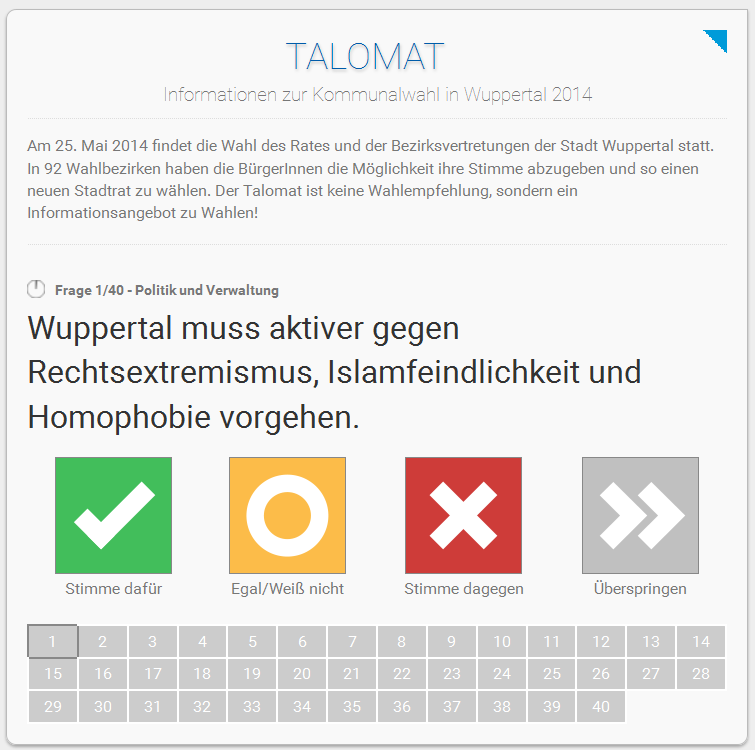 TALOMAT
Informationen zur Kommunalwahl in Wuppertal 2014
Am 25. Mai 2014 findet die Wahl des Rates und der Bezirksvertretungen der Stadt Wuppertal statt.
In 92 Wahlbezirken haben die BürgerInnen die Möglichkeit ihre Stimme abzugeben und so einen
neuen Stadtrat zu wählen. Der Talomat ist keine Wahlempfehlung, sondern ein
Informationsangebot zu Wahlen!
Frage 1/40 - Politik und Verwaltung
Wuppertal muss aktiver gegen
Rechtsextremismus, Islamfeindlichkeit und
Homophobie vorgehen.
Stimme dafür Egal/Weiß nicht Stimme dagegen Überspringen
1 2 3 4 5 6 7 8 9 10 11 12 13 14
15 16 17 18 19 20 21 22 23 24 25 26 27 28
29 30 31 32 33 34 35 36 37 38 39 40